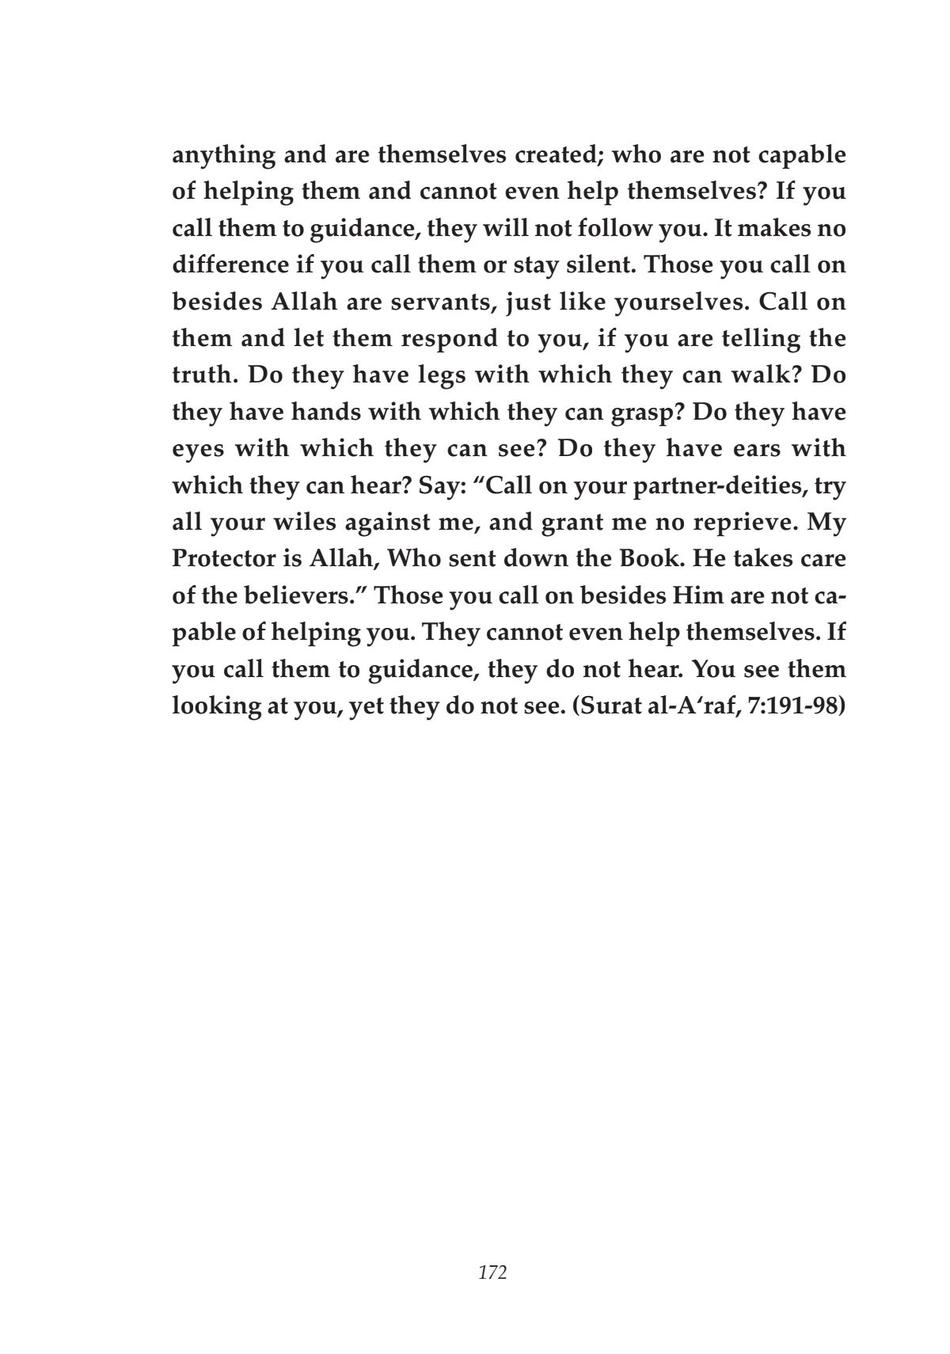 anything and are themselves created; who are not capable
of helping them and cannot even help themselves? If you
call them to guidance, they will not follow you. It makes no
difference if you call them or stay silent. Those you call on
besides Allah are servants, just like yourselves. Call on
them and let them respond to you, if you are telling the
truth. Do they have legs with which they can walk? Do
they have hands with which they can grasp? Do they have
eyes with which they can see? Do they have ears with
which they can hear? Say: “Call on your partner-deities, try
all your wiles against me, and grant me no reprieve. My
Protector is Allah, Who sent down the Book. He takes care
of the believers.” Those you call on besides Him are not ca-
pable of helping you. They cannot even help themselves. If
you call them to guidance, they do not hear. You see them
looking at you, yet they do not see. (Surat al-A‘raf, 7:191-98)
172